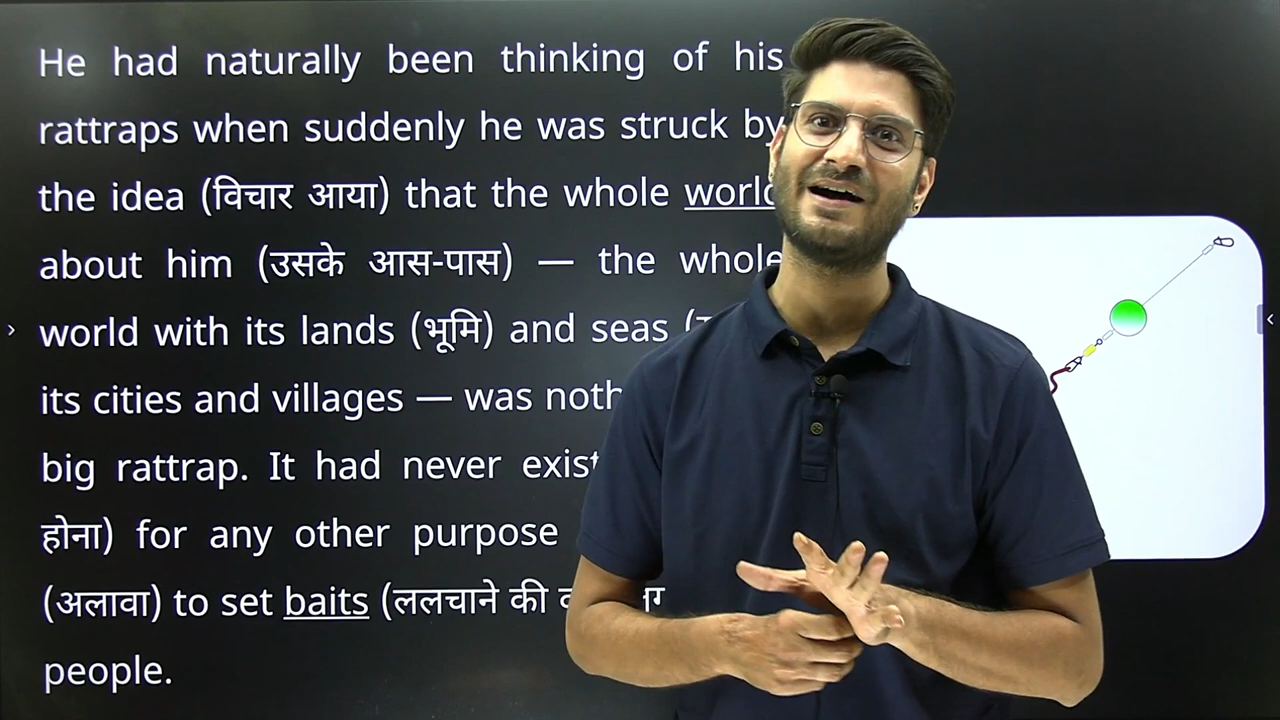 He had naturally been thinking of his
rattraps when suddenly he was struck by
the idea (विचार आया) that the whole world
about him (उसके आस-पास) — the whole
world with its lands (भूमि) and seas
its cities and villages — was
big rattrap. It had never
होना) for any other purpose
(अलावा) to set baits (ललचाने की
people.